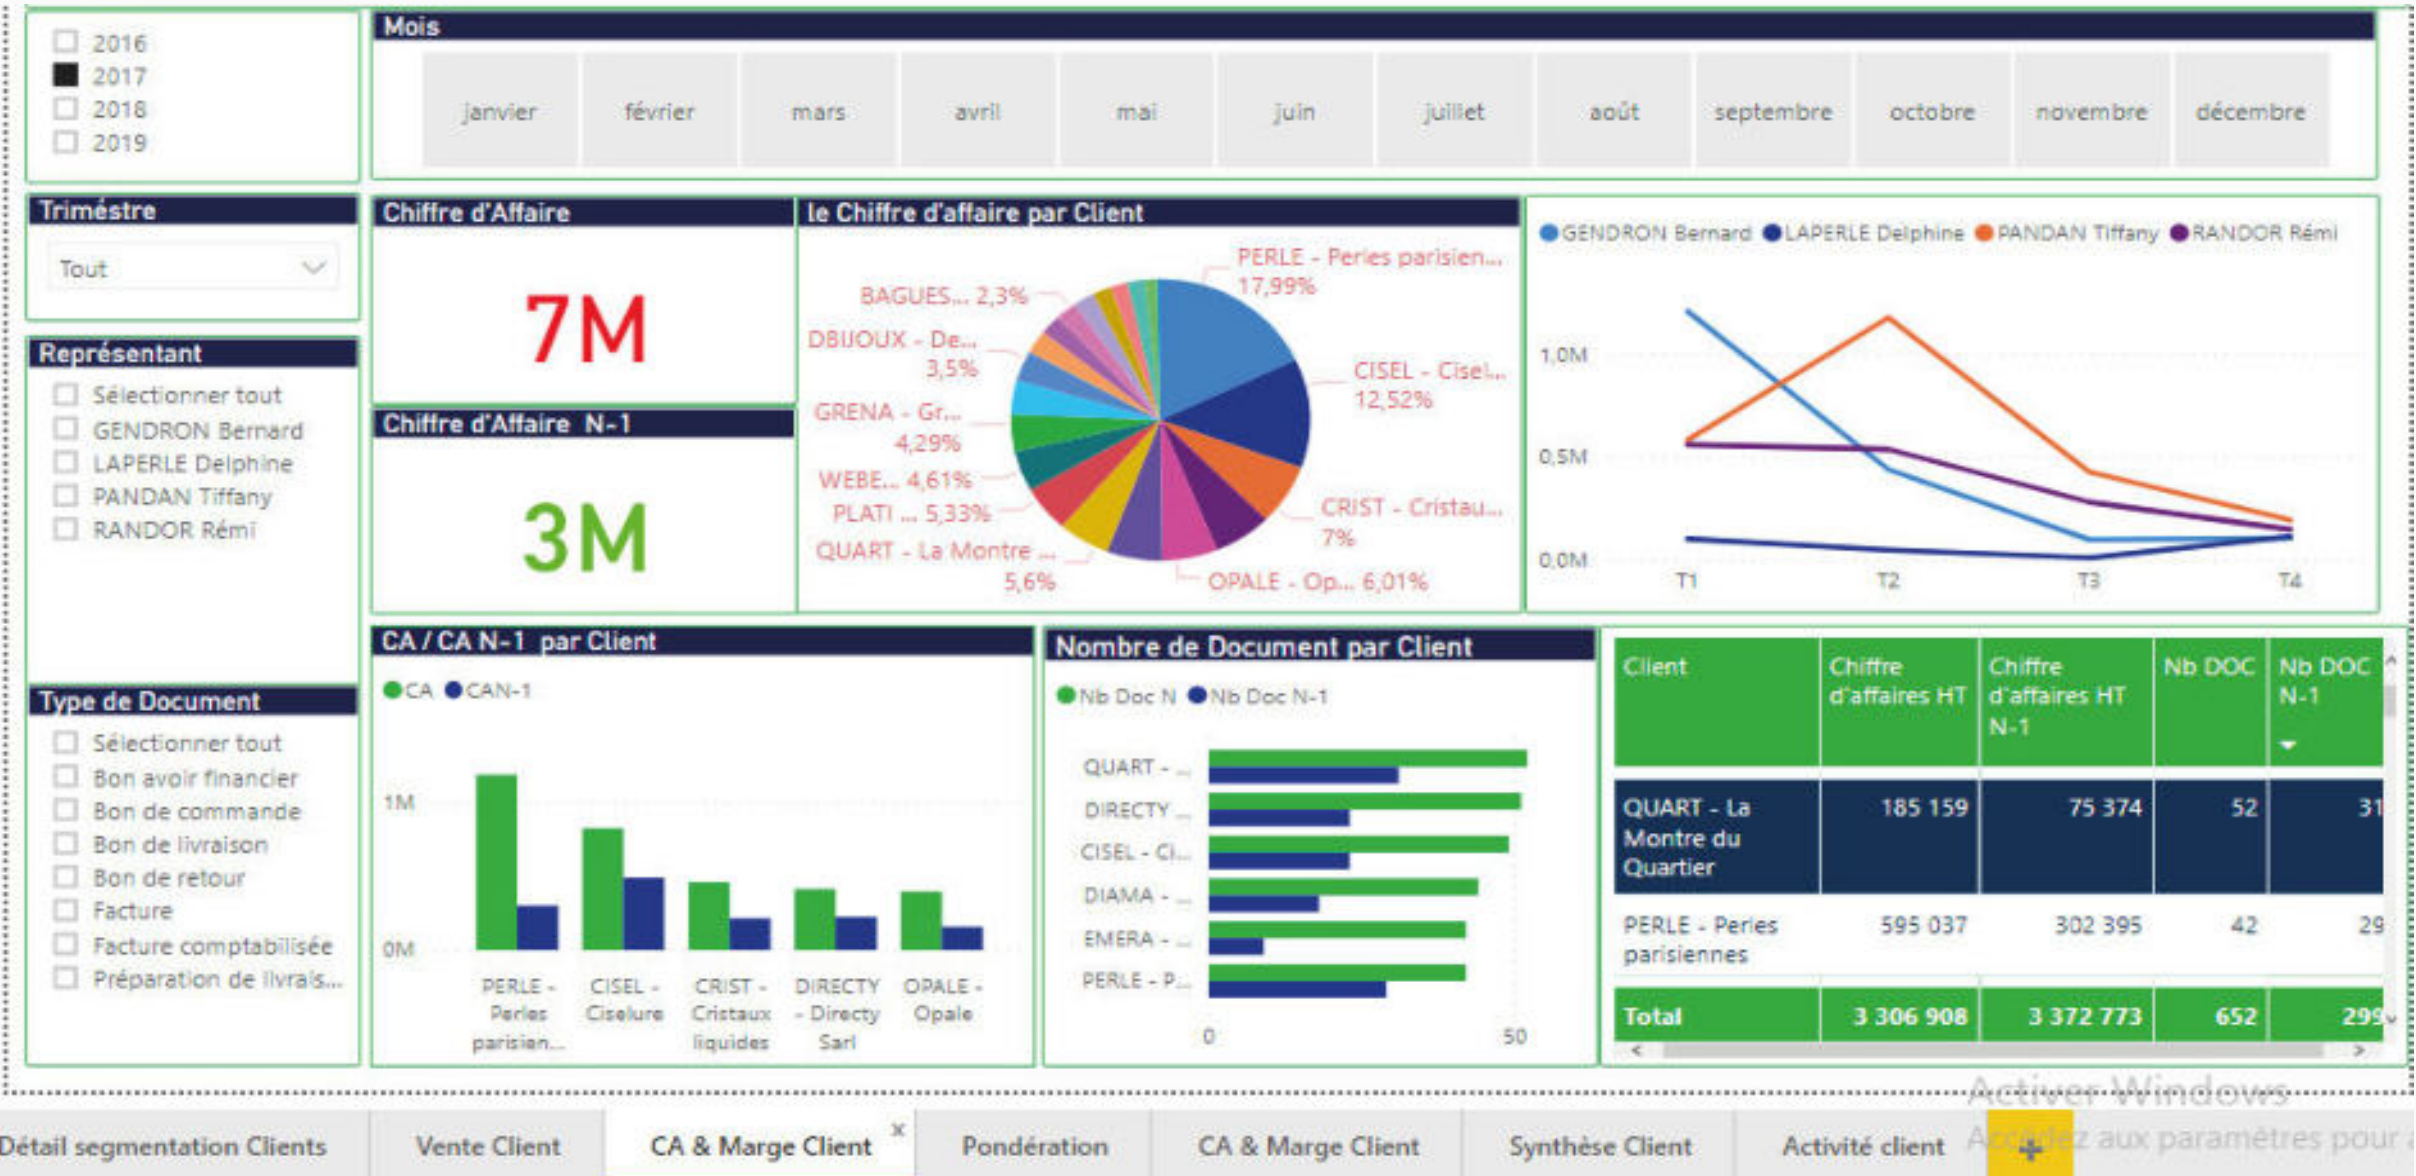 2016
2017
2018
2019
Mois
janvier février mars avril mai juin juillet août septembre octobre novembre décembre
Triméstre
Tout
Représentant
Sélectionner tout
GENDRON Bernard
LAPERLE Delphine
PANDAN Tiffany
RANDOR Rémi
Type de Document
Sélectionner tout
Bon avoir financier
Bon de commande
Bon de livraison
Bon de retour
Facture
Facture comptabilisée
Préparation de livrais...
Chiffre d'Affaire
7M
Chiffre d'Affaire N-1
3M
le Chiffre d'affaire par Client
PERLE - Perles parisien...
17,99%
CISEL - Cisel...
12,52%
CRIST - Cristau...
7%
OPALE - Op... 6,01%
QUART - La Montre ...
5,6%
PLATI ... 5,33%
WEBE... 4,61%
GRENA - Gr...
4,29%
DBIJOUX - De...
3,5%
BAGUES... 2,3%
GENDRON Bernard LAPERLE Delphine PANDAN Tiffany RANDOR Rémi
1,0M
0,5M
0,0M
T1 T2 T3 T4
CA / CA N-1 par Client
CA CAN-1
1M
0M
PERLE -
Perles
parisien...
CISEL -
Ciselure
CRIST -
Cristaux
liquides
DIRECTY
- Directy
Sarl
OPALE -
Opale
Nombre de Document par Client
Nb Doc N Nb Doc N-1
QUART - ...
DIRECTY ...
CISEL - Ci...
DIAMA - ...
EMERA - ...
PERLE - P...
0 50
Client
Chiffre
d'affaires HT
Chiffre
d'affaires HT
N-1
Nb DOC
Nb DOC
N-1
QUART - La
Montre du
Quartier
185 159 75 374 52 31
PERLE - Perles
parisiennes
595 037 302 395 42 29
Total 3 306 908 3 372 773 652 299
Activer Windows
Accédez aux paramètres pour a
Détail segmentation Clients
Vente Client
CA & Marge Client x
Pondération
CA & Marge Client
Synthèse Client
Activité client
+